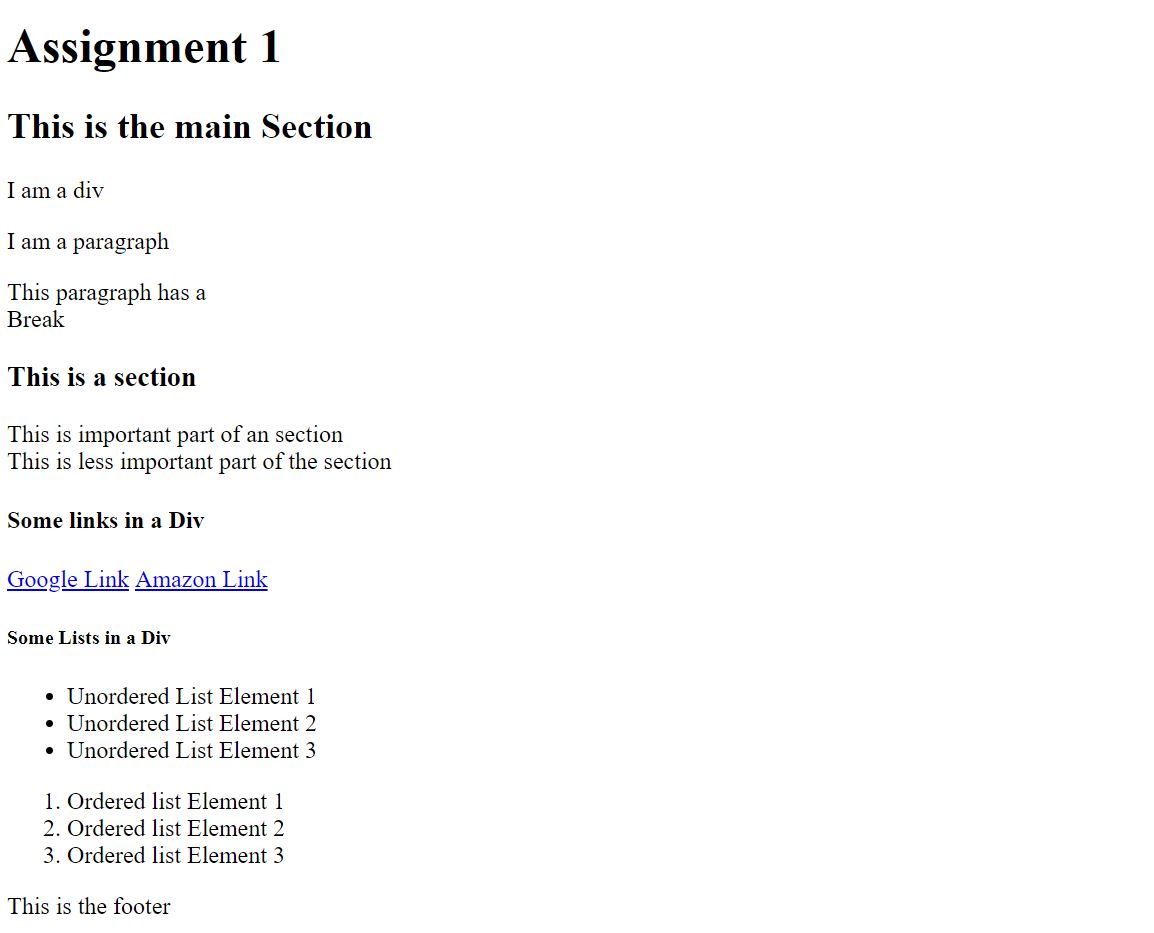 Assignment 1
This is the main Section
I am a div
I am a paragraph
This paragraph has a
Break
This is a section
This is important part of an section
This is less important part of the section
Some links in a Div
Google Link Amazon Link
Some Lists in a Div
• Unordered List Element 1
• Unordered List Element 2
• Unordered List Element 3
1. Ordered list Element 1
2. Ordered list Element 2
3. Ordered list Element 3
This is the footer